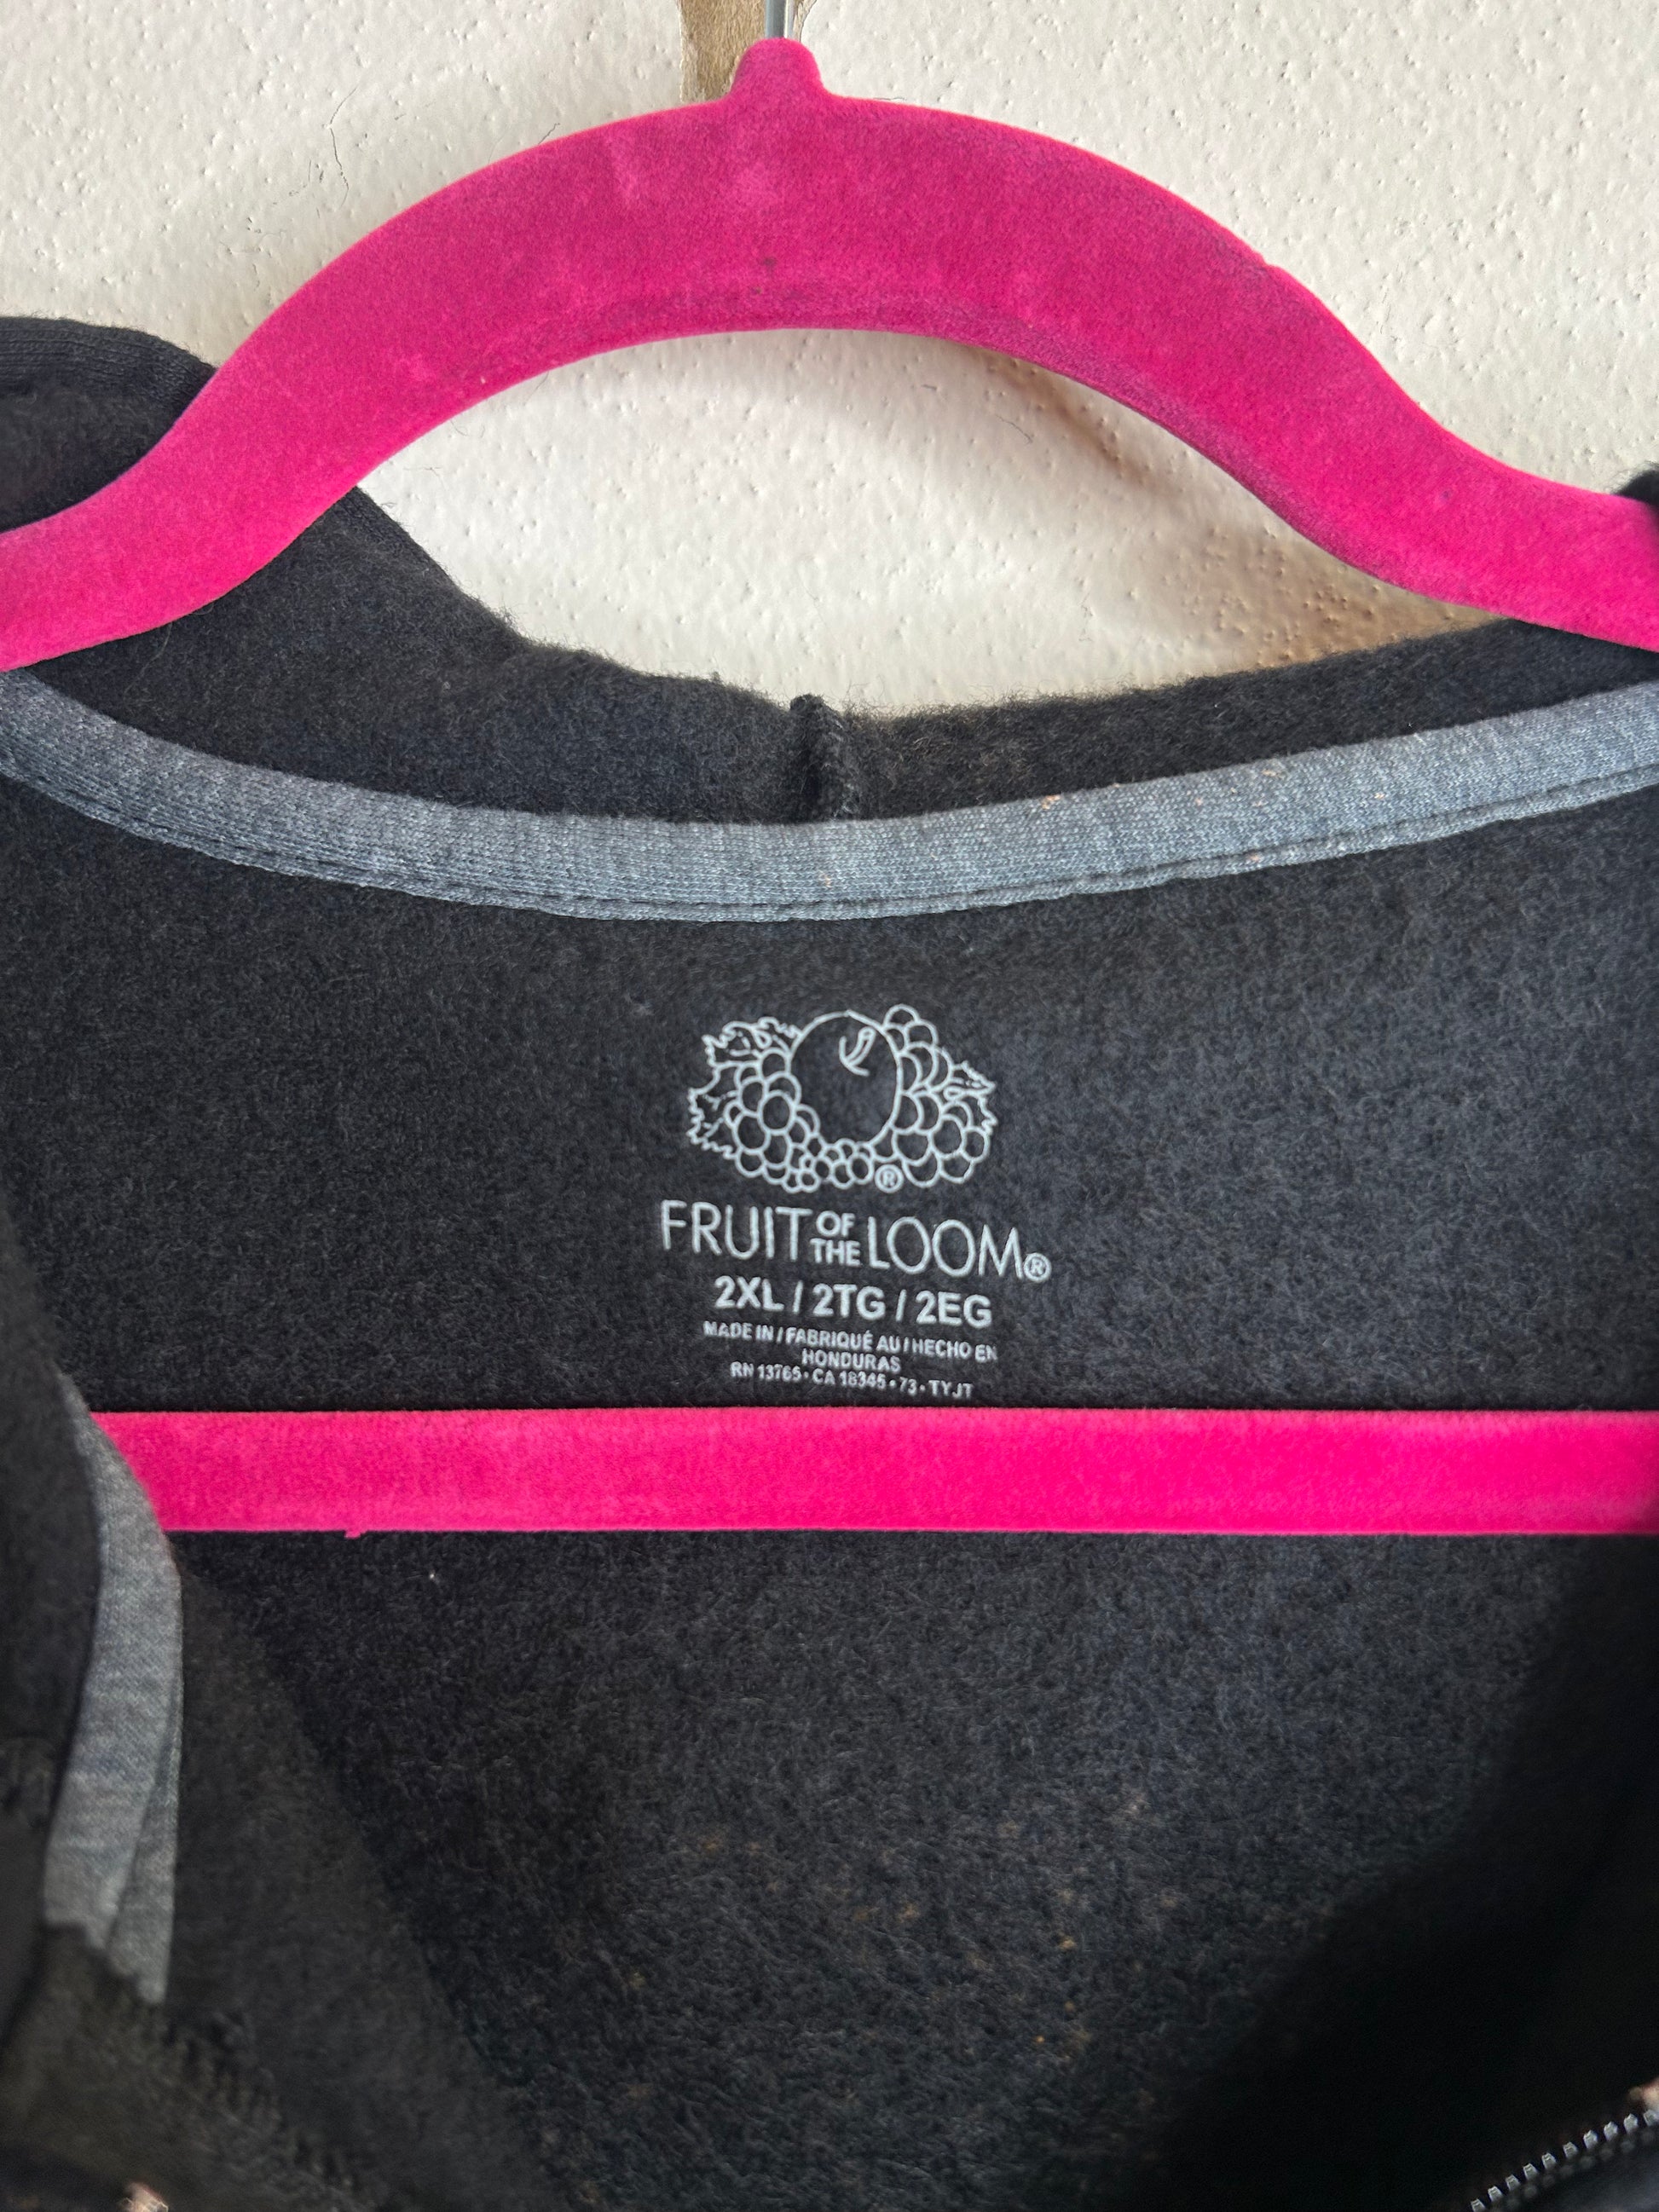 ®
FRUIT OF THE LOOM®
2XL / 2TG / 2EG
MADE IN / FABRIQUÉ AU / HECHO EN
HONDURAS
RN 13765 • CA 18345 • 73 • TYJT